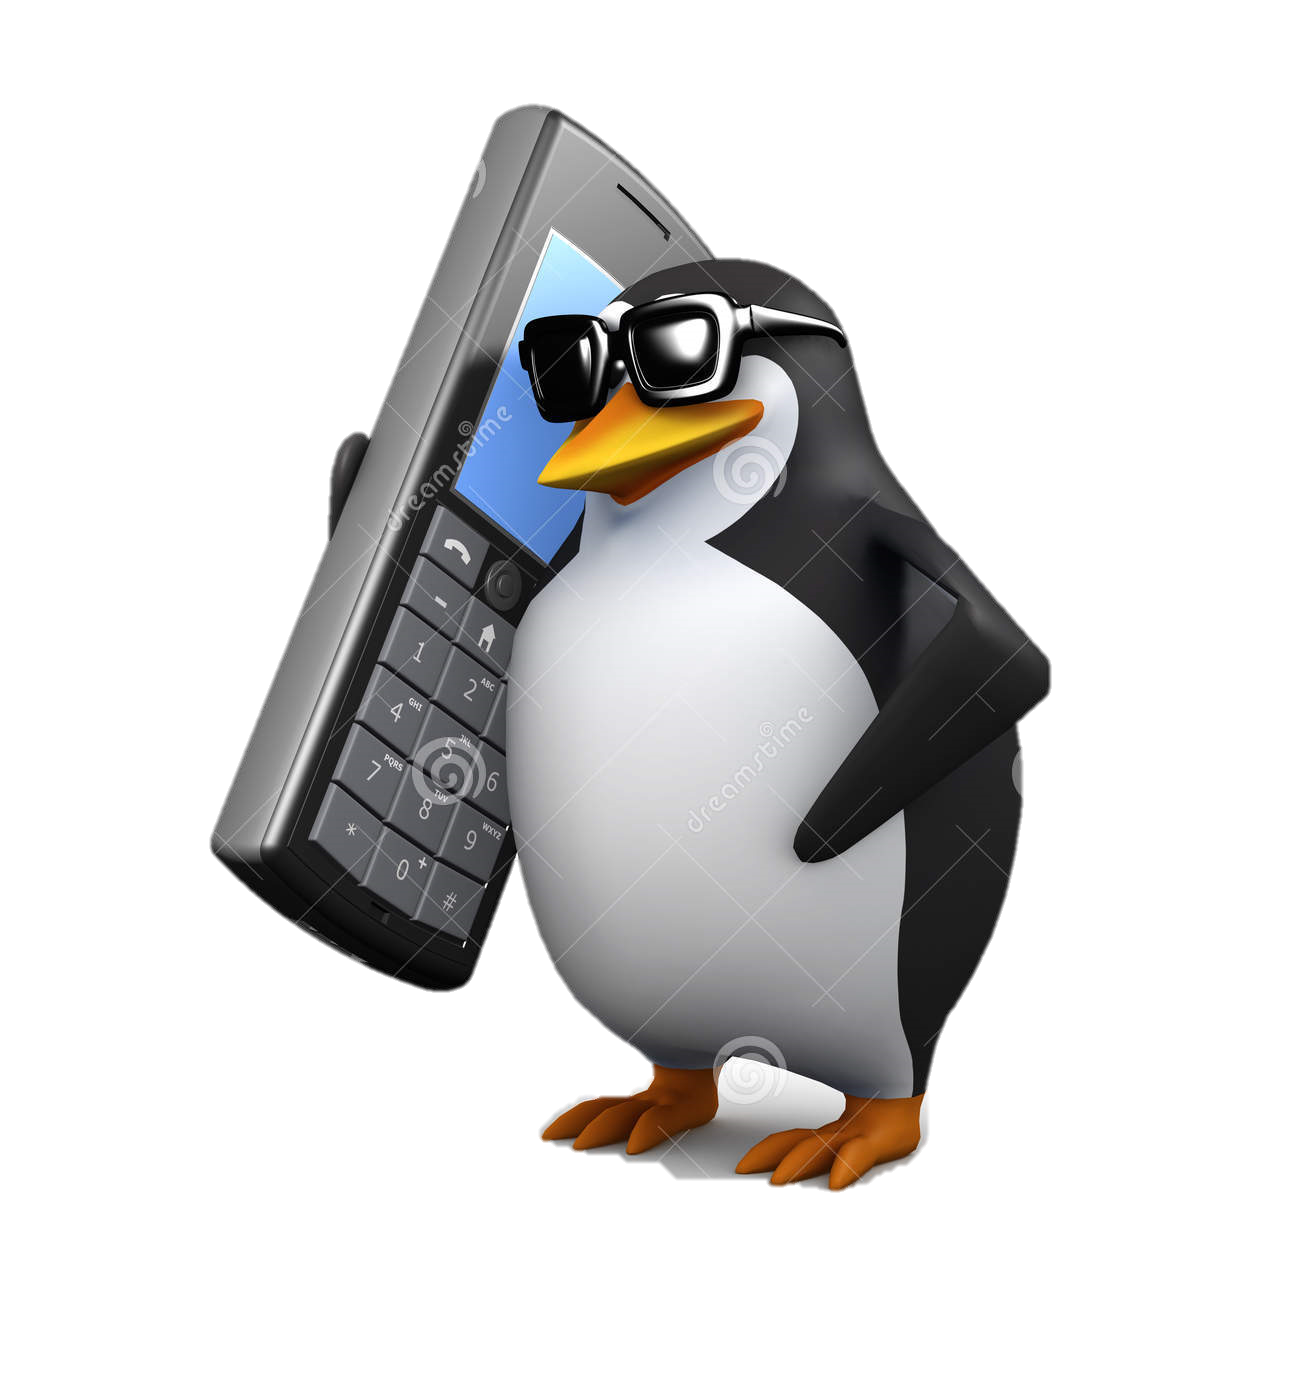 dreamstime
-
1
2 ABC
4 GHI
5 JKL
6
7 PQRS
8 TUV
9 WXYZ
*
0 +
#
dreamstime